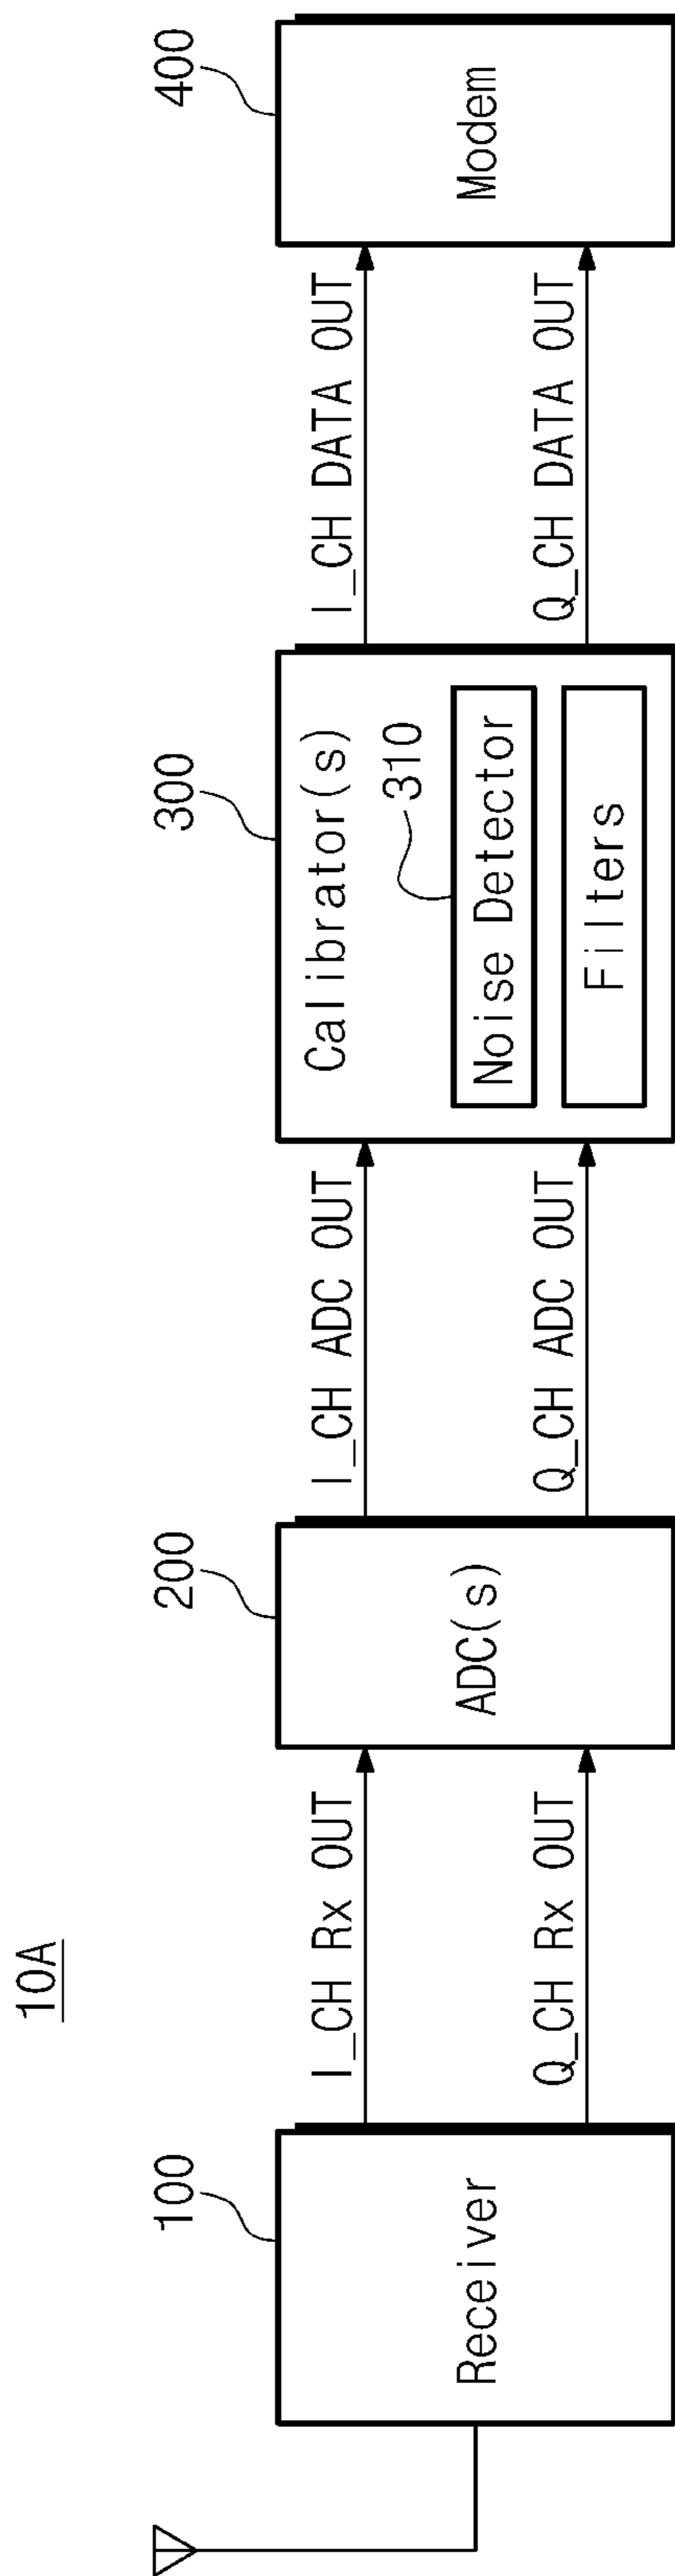 10A
100
200
300
400
Receiver
I_CH Rx OUT
Q_CH Rx OUT
ADC(s)
I_CH ADC OUT
Q_CH ADC OUT
Calibrator(s)
310
Noise Detector
Filters
I_CH DATA OUT
Q_CH DATA OUT
Modem